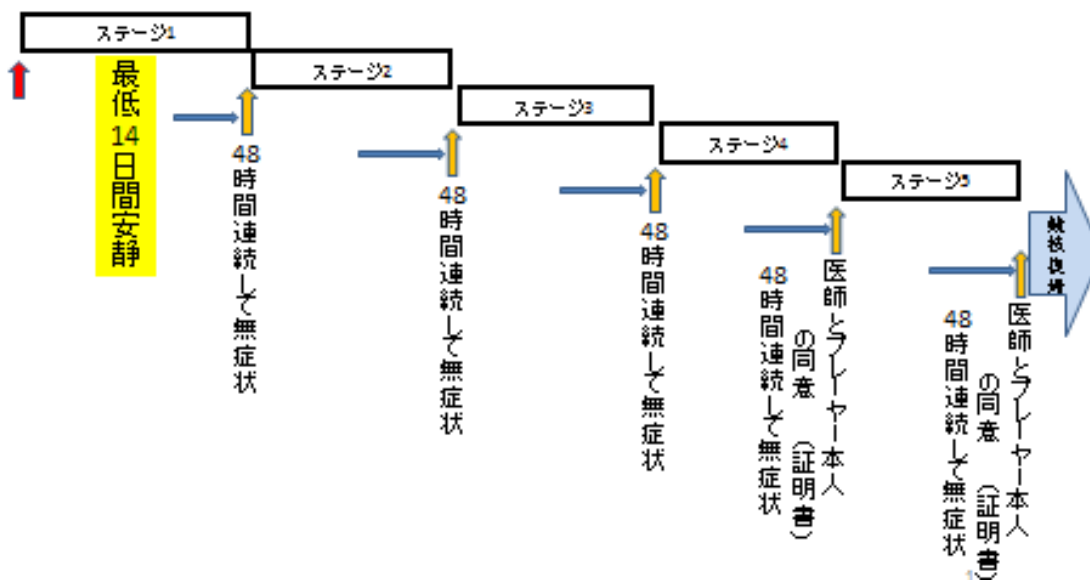 ステージ1
ステージ2
ステージ3
ステージ4
ステージ5
最低14日間安静
48時間連続して無症状
48時間連続して無症状
48時間連続して無症状
医師とプレーヤー本人
の同意 (証明書)
48時間連続して無症状
医師とプレーヤー本人
の同意 (証明書)
48時間連続して無症状
競技復帰
1